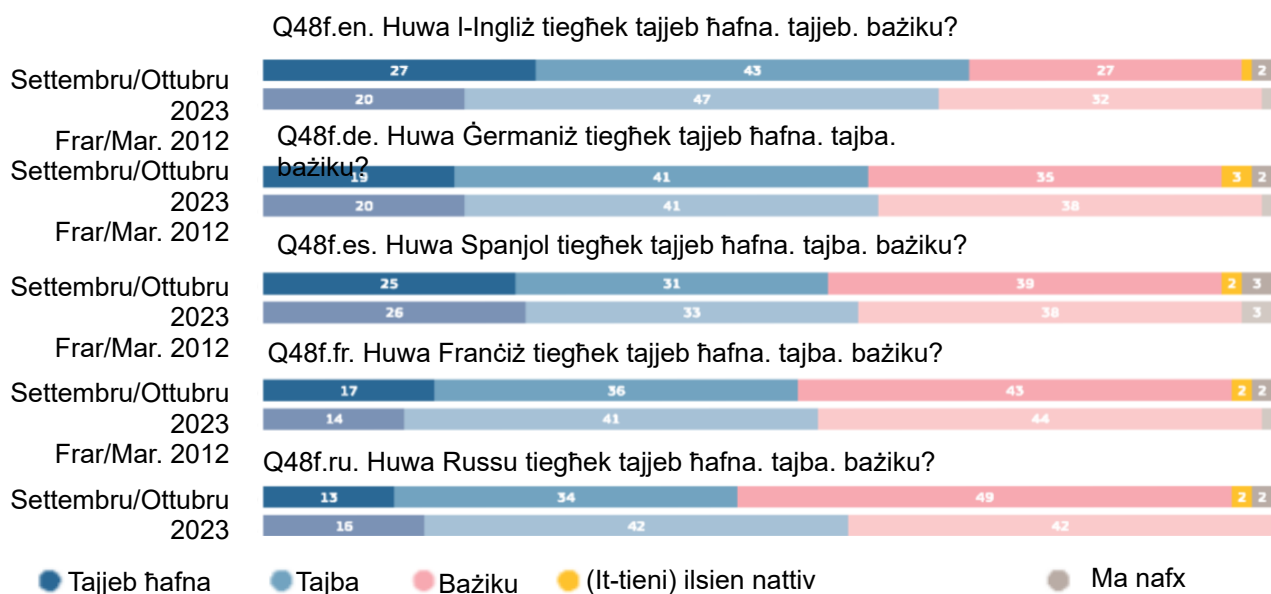 Q48f.en. Huwa l-Ingliż tiegħek tajjeb ħafna. tajjeb. bażiku?
Settembru/Ottubru
2023
27 43 27 2
Frar/Mar. 2012
20 47 32
Q48f.de. Huwa Ġermaniż tiegħek tajjeb ħafna. tajba.
bażiku?
Settembru/Ottubru
2023
19 41 35 3 2
Frar/Mar. 2012
20 41 38
Q48f.es. Huwa Spanjol tiegħek tajjeb ħafna. tajba. bażiku?
Settembru/Ottubru
2023
25 31 39 2 3
Frar/Mar. 2012
26 33 38 3
Q48f.fr. Huwa Franċiż tiegħek tajjeb ħafna. tajba. bażiku?
Settembru/Ottubru
2023
17 36 43 2 2
Frar/Mar. 2012
14 41 44
Q48f.ru. Huwa Russu tiegħek tajjeb ħafna. tajba. bażiku?
Settembru/Ottubru
2023
13 34 49 2 2
16 42 42
Tajjeb ħafna Tajba Bażiku (It-tieni) ilsien nattiv Ma nafx